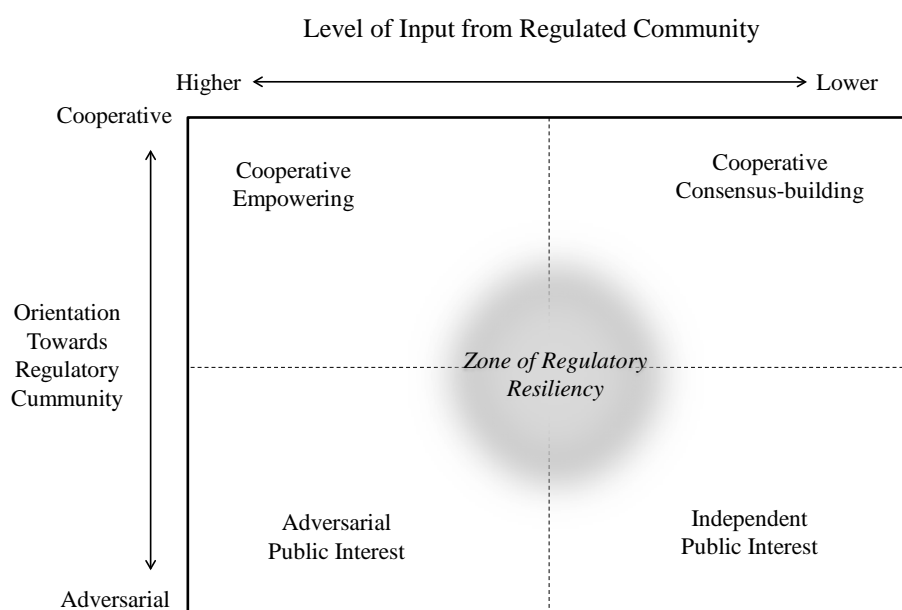 Level of Input from Regulated Community
Higher
Lower
Cooperative
Cooperative
Empowering
Cooperative
Consensus-building
Orientation
Towards
Regulatory
Cummunity
Zone of Regulatory
Resiliency
Adversarial
Public Interest
Independent
Public Interest
Adversarial